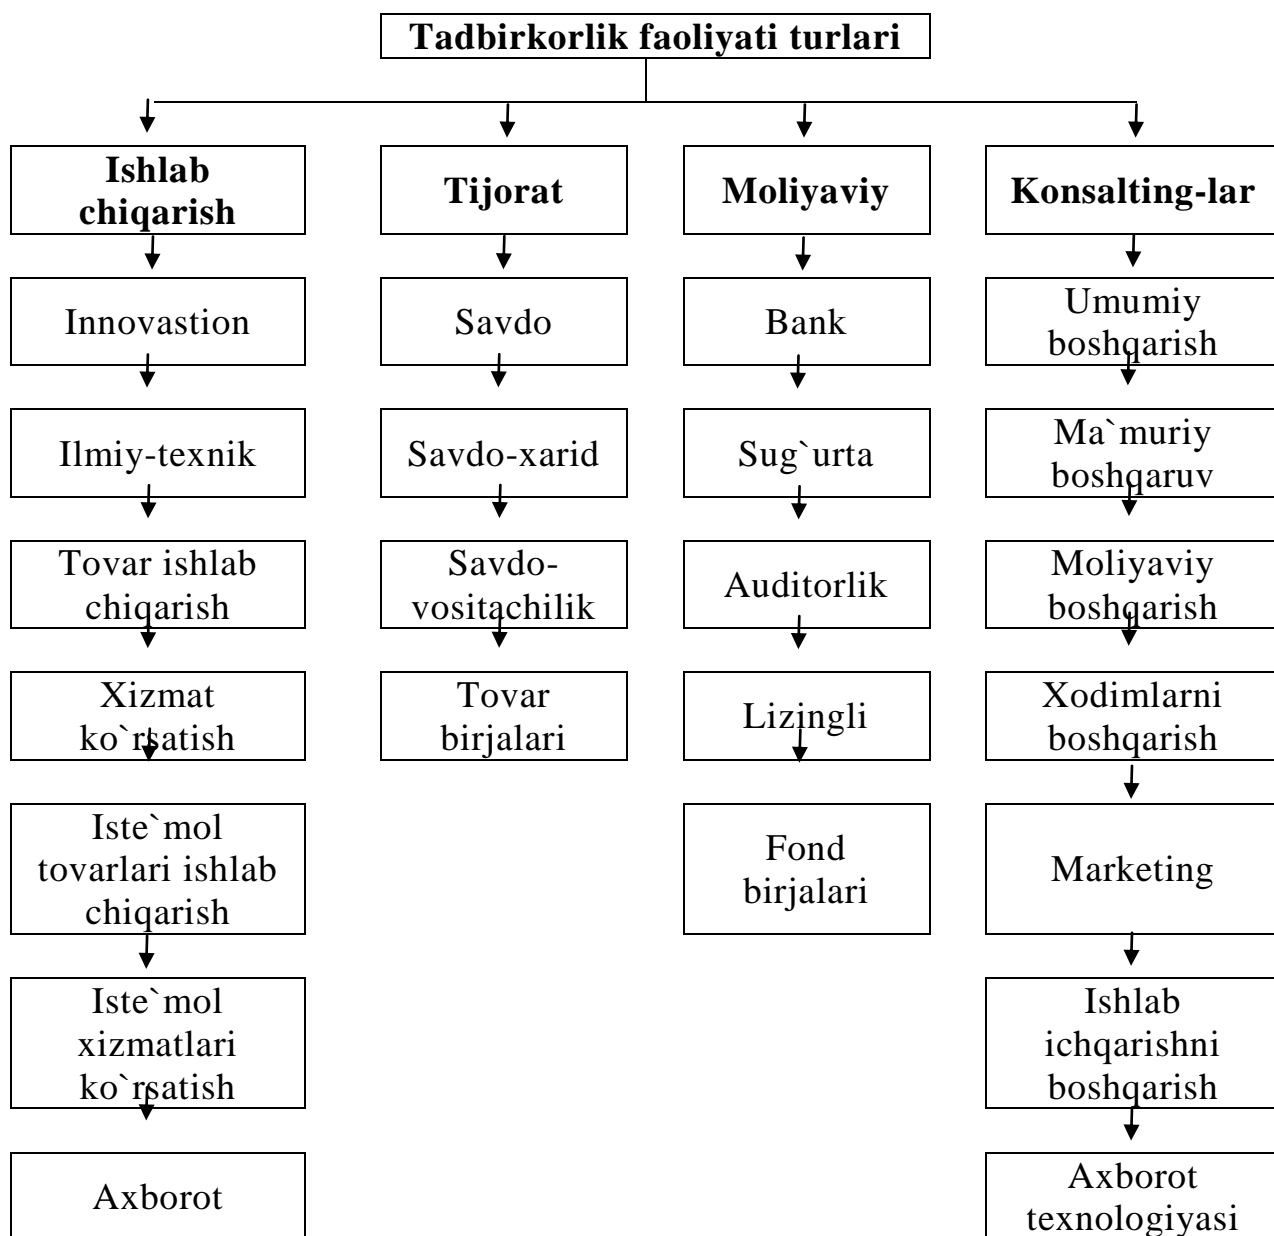 Tadbirkorlik faoliyati turlari
Ishlab
chiqarish
Tijorat
Moliyaviy
Konsalting-lar
Innovastion
Savdo
Bank
Umumiy
boshqarish
Ilmiy-texnik
Savdo-xarid
Sug`urta
Ma`muriy
boshqaruv
Tovar ishlab
chiqarish
Savdo-
vositachilik
Auditorlik
Moliyaviy
boshqarish
Xizmat
ko`rsatish
Tovar
birjalari
Lizingli
Xodimlarni
boshqarish
Iste`mol
tovarlari ishlab
chiqarish
Fond
birjalari
Marketing
Iste`mol
xizmatlari
ko`rsatish
Ishlab
ichqarishni
boshqarish
Axborot
Axborot
texnologiyasi